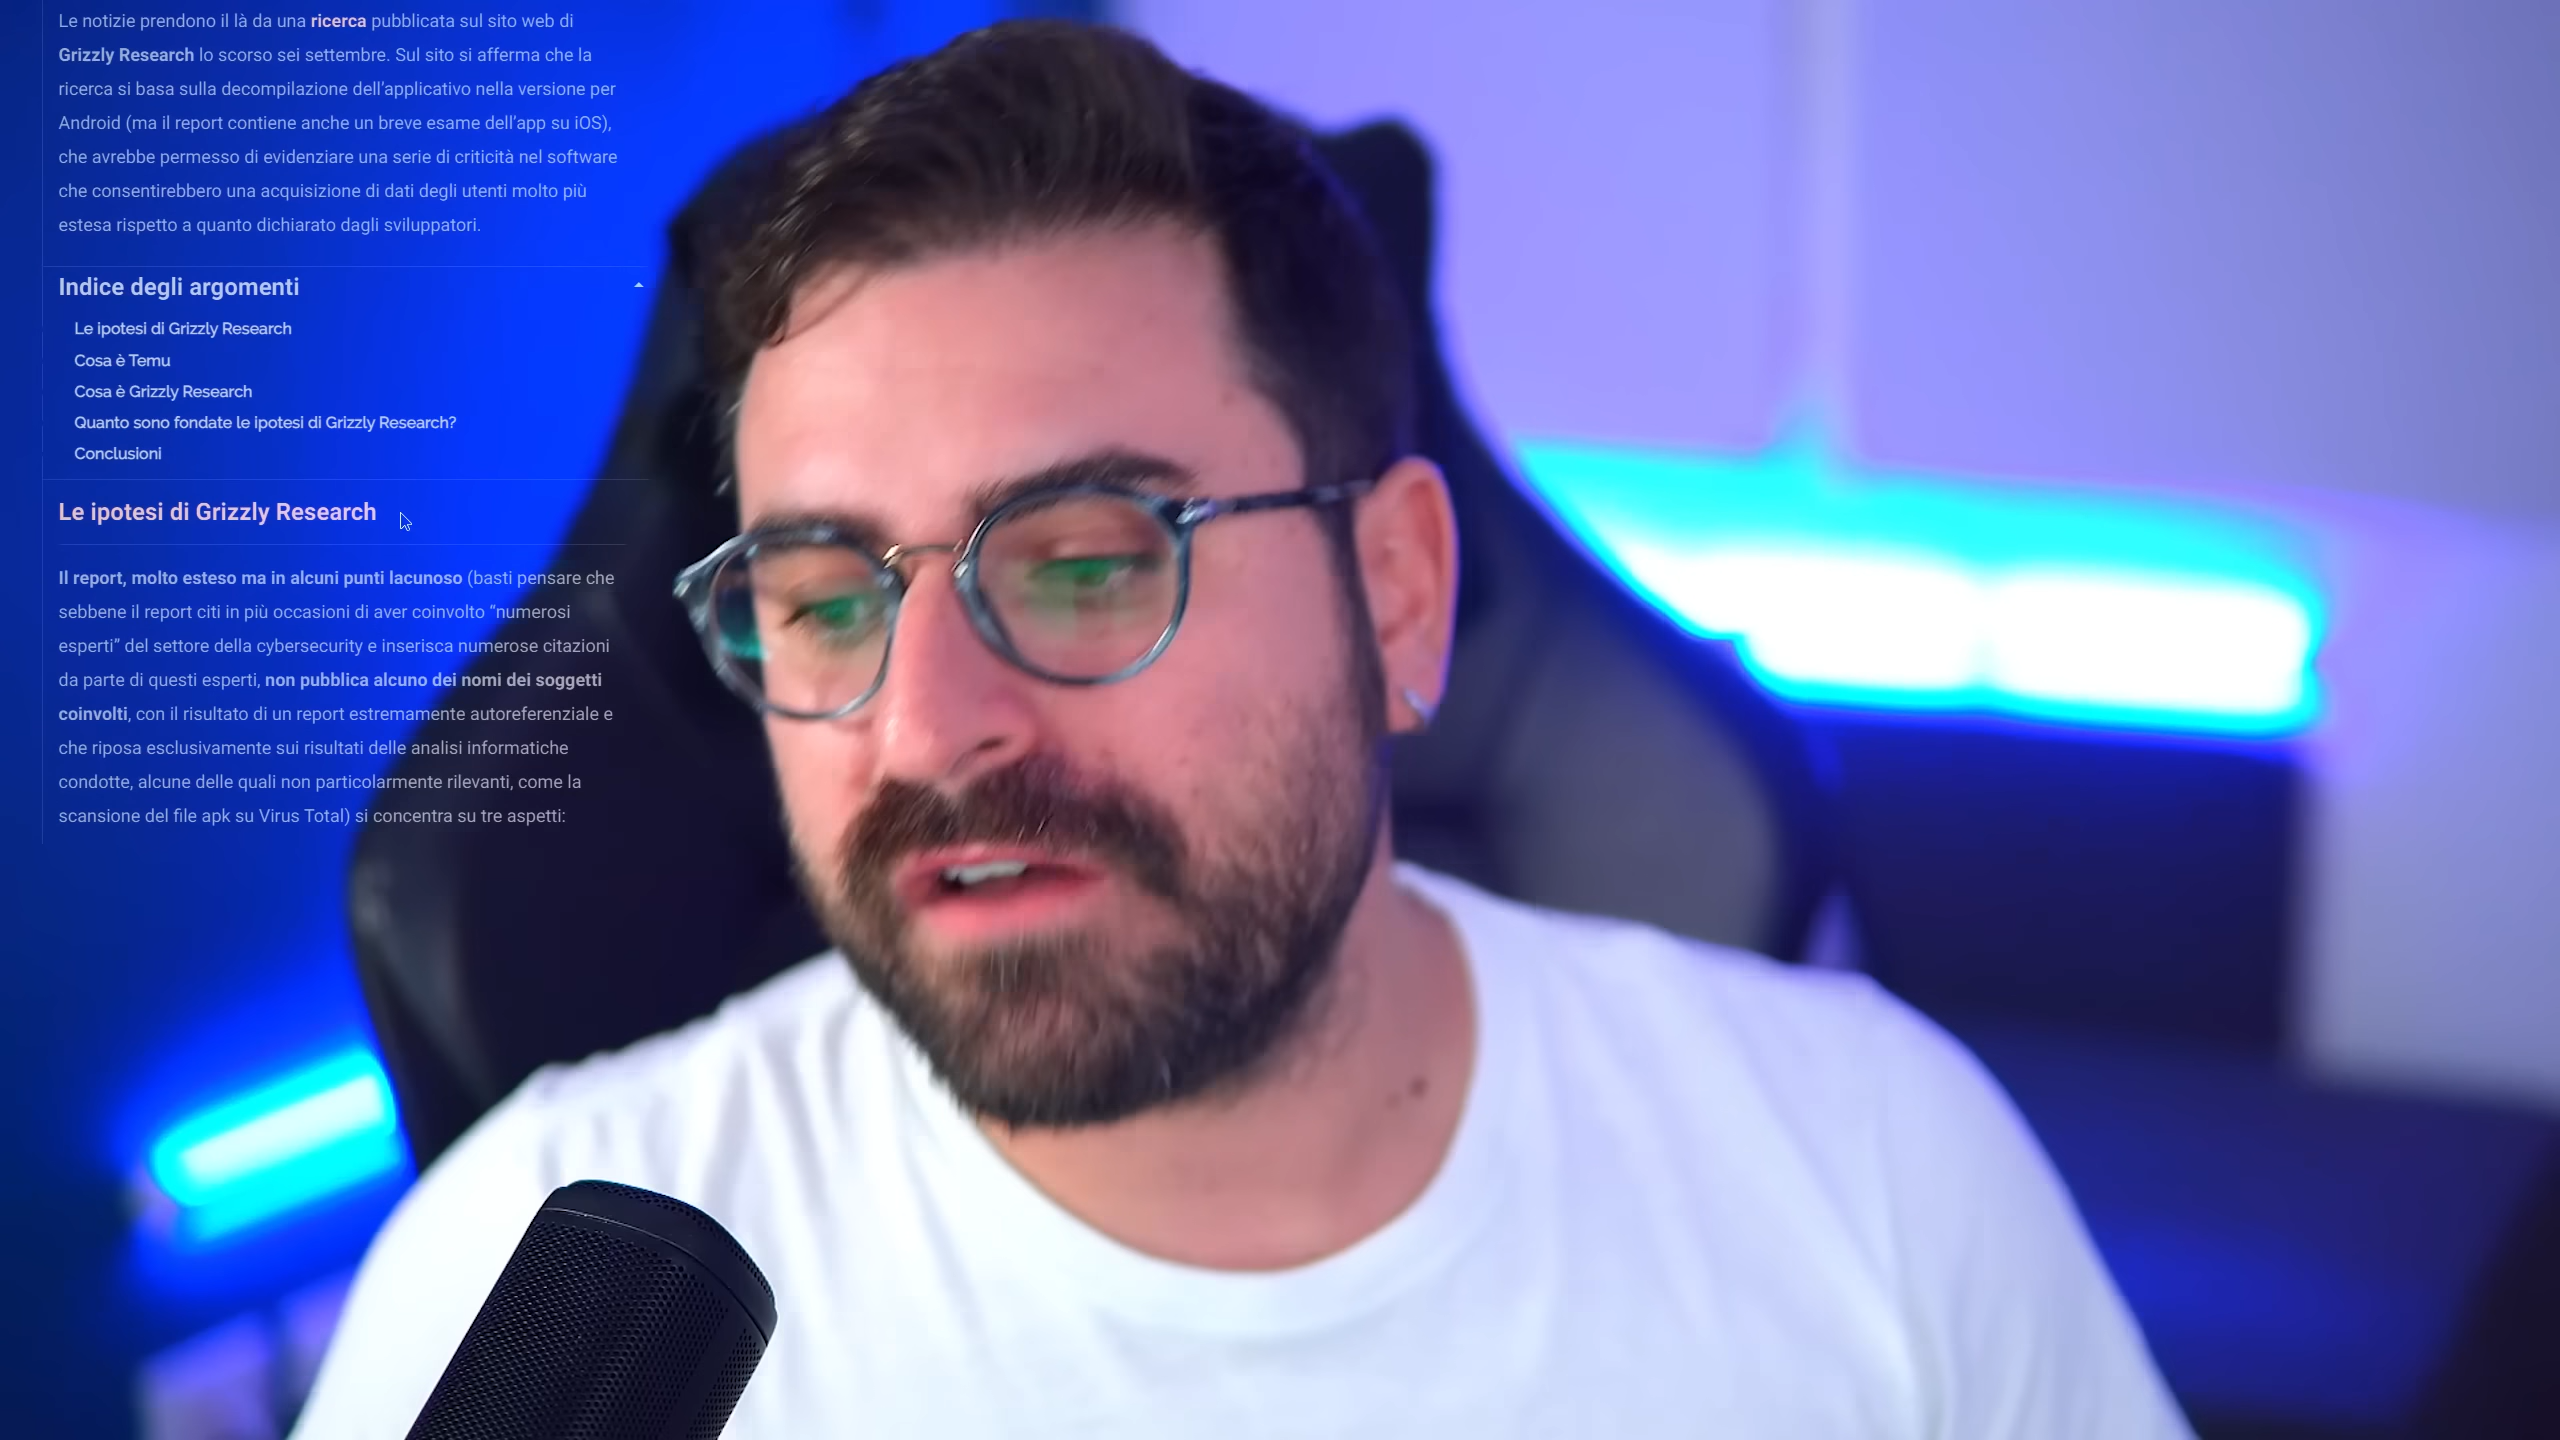 Le notizie prendono il là da una ricerca pubblicata sul sito web di
Grizzly Research lo scorso sei settembre. Sul sito si afferma che la
ricerca si basa sulla decompilazione dell’applicativo nella versione per
Android (ma il report contiene anche un breve esame dell’app su iOS),
che avrebbe permesso di evidenziare una serie di criticità nel software
che consentirebbero una acquisizione di dati degli utenti molto più
estesa rispetto a quanto dichiarato dagli sviluppatori.
Indice degli argomenti
Le ipotesi di Grizzly Research
Cosa è Temu
Cosa è Grizzly Research
Quanto sono fondate le ipotesi di Grizzly Research?
Conclusioni
Le ipotesi di Grizzly Research
Il report, molto esteso ma in alcuni punti lacunoso (basti pensare che
sebbene il report citi in più occasioni di aver coinvolto “numerosi
esperti” del settore della cybersecurity e inserisca numerose citazioni
da parte di questi esperti, non pubblica alcuno dei nomi dei soggetti
coinvolti, con il risultato di un report estremamente autoreferenziale e
che riposa esclusivamente sui risultati delle analisi informatiche
condotte, alcune delle quali non particolarmente rilevanti, come la
scansione del file apk su Virus Total) si concentra su tre aspetti: